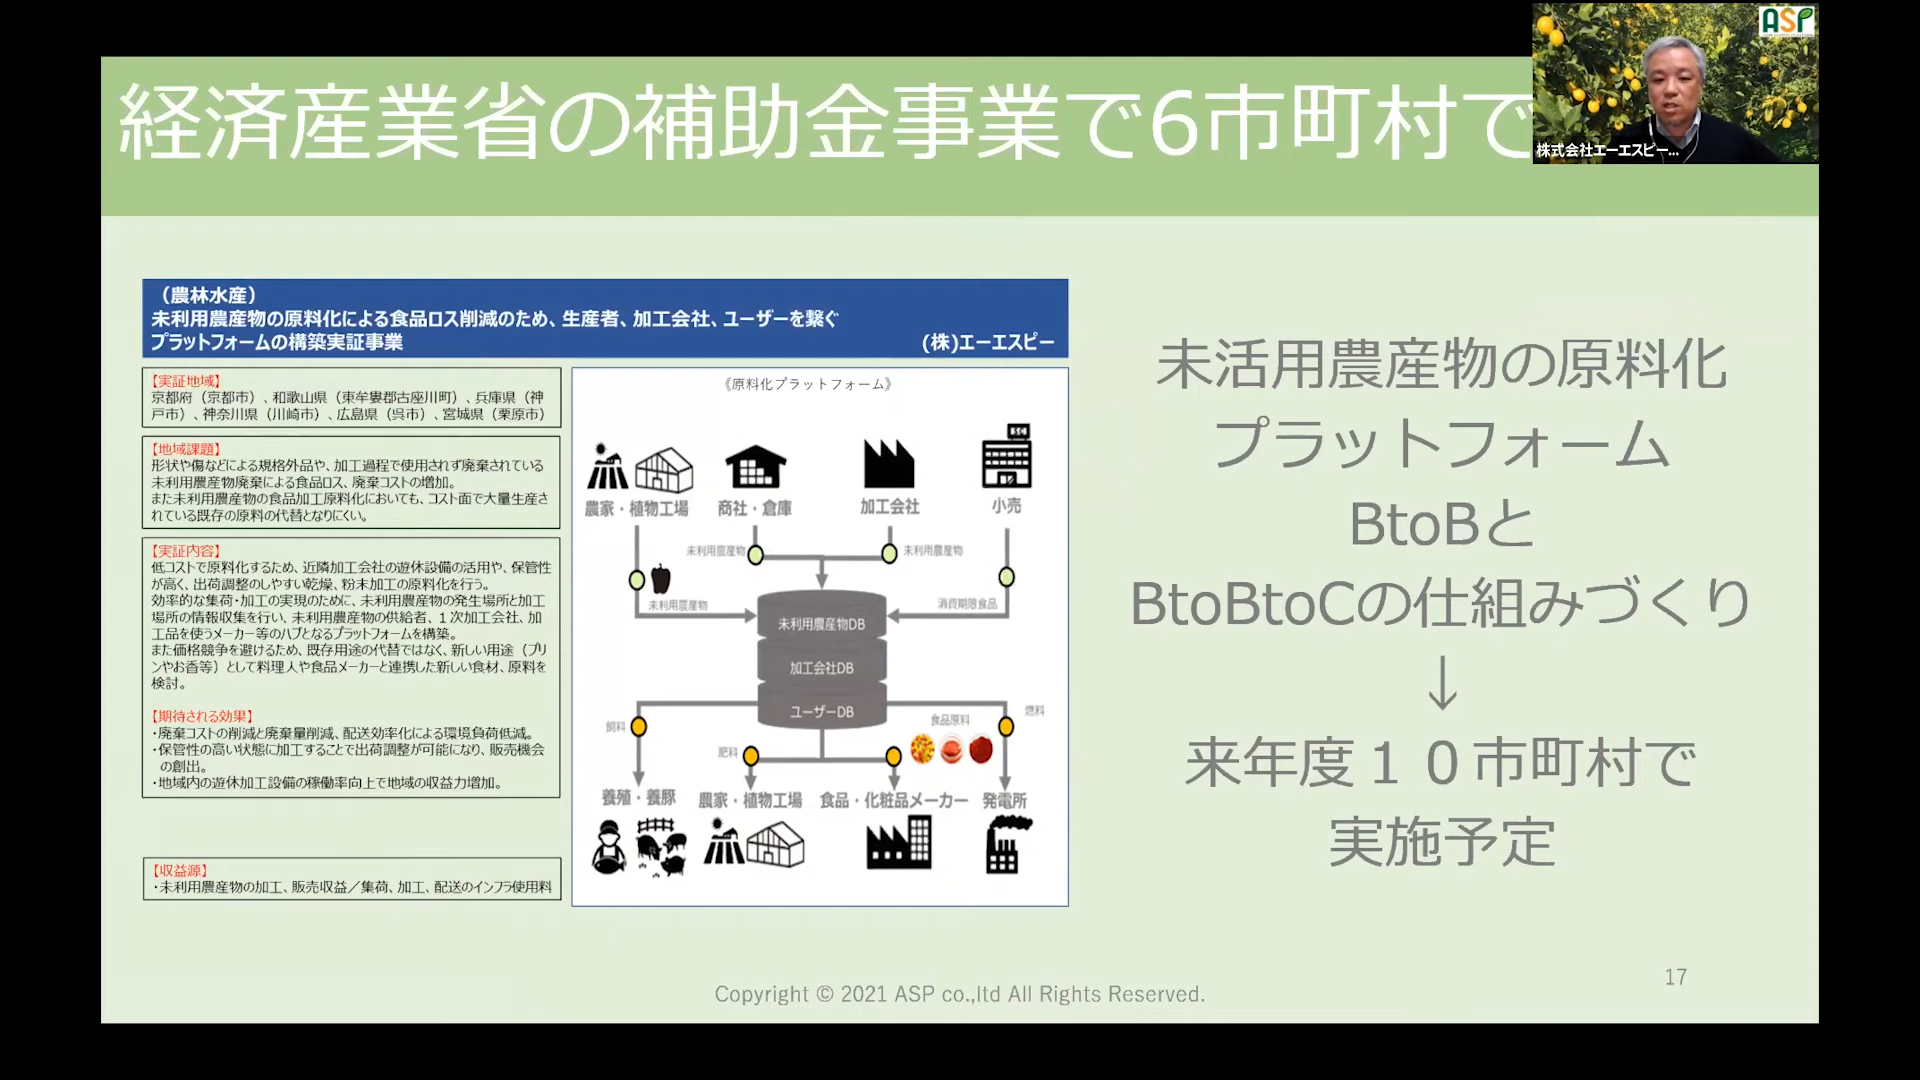 経済産業省の補助金事業で6市町村で
ASP
株式会社エーエスピー...
（農林水産）
未利用農産物の原料化による食品ロス削減のため、生産者、加工会社、ユーザーを繋ぐ
プラットフォームの構築実証事業
(株)エーエスピー
【実証地域】
京都府（京都市）、和歌山県（東牟婁郡古座川町）、兵庫県（神
戸市）、神奈川県（川崎市）、広島県（呉市）、宮城県（栗原市）
【地域課題】
形状や傷などによる規格外品や、加工過程で使用されず廃棄されている
未利用農産物廃棄による食品ロス、廃棄コストの増加。
また未利用農産物の食品加工原料化においても、コスト面で大量生産さ
れている既存の原料の代替となりにくい。
【実証内容】
低コストで原料化するため、近隣加工会社の遊休設備の活用や、保管性
が高く、出荷調整のしやすい乾燥、粉末加工の原料化を行う。
効率的な集荷・加工の実現のために、未利用農産物の発生場所と加工
場所の情報収集を行い、未利用農産物の供給者、１次加工会社、加
工品を使うメーカー等のハブとなるプラットフォームを構築。
また価格競争を避けるため、既存用途の代替ではなく、新しい用途（プリ
ンやお香等）として料理人や食品メーカーと連携した新しい食材、原料を
検討。
【期待される効果】
・廃棄コストの削減と廃棄量削減、配送効率化による環境負荷低減。
・保管性の高い状態に加工することで出荷調整が可能になり、販売機会
の創出。
・地域内の遊休加工設備の稼働率向上で地域の収益力増加。
【収益源】
・未利用農産物の加工、販売収益／集荷、加工、配送のインフラ使用料
《原料化プラットフォーム》
農家・植物工場
商社・倉庫
加工会社
小売
未利用農産物
未利用農産物
未利用農産物
消費期限食品
未利用農産物DB
加工会社DB
ユーザーDB
飼料
肥料
食品原料
燃料
養殖・養豚
農家・植物工場
食品・化粧品メーカー
発電所
未活用農産物の原料化
プラットフォーム
BtoBと
BtoBtoCの仕組みづくり
↓
来年度１０市町村で
実施予定
17
Copyright © 2021 ASP co.,ltd All Rights Reserved.